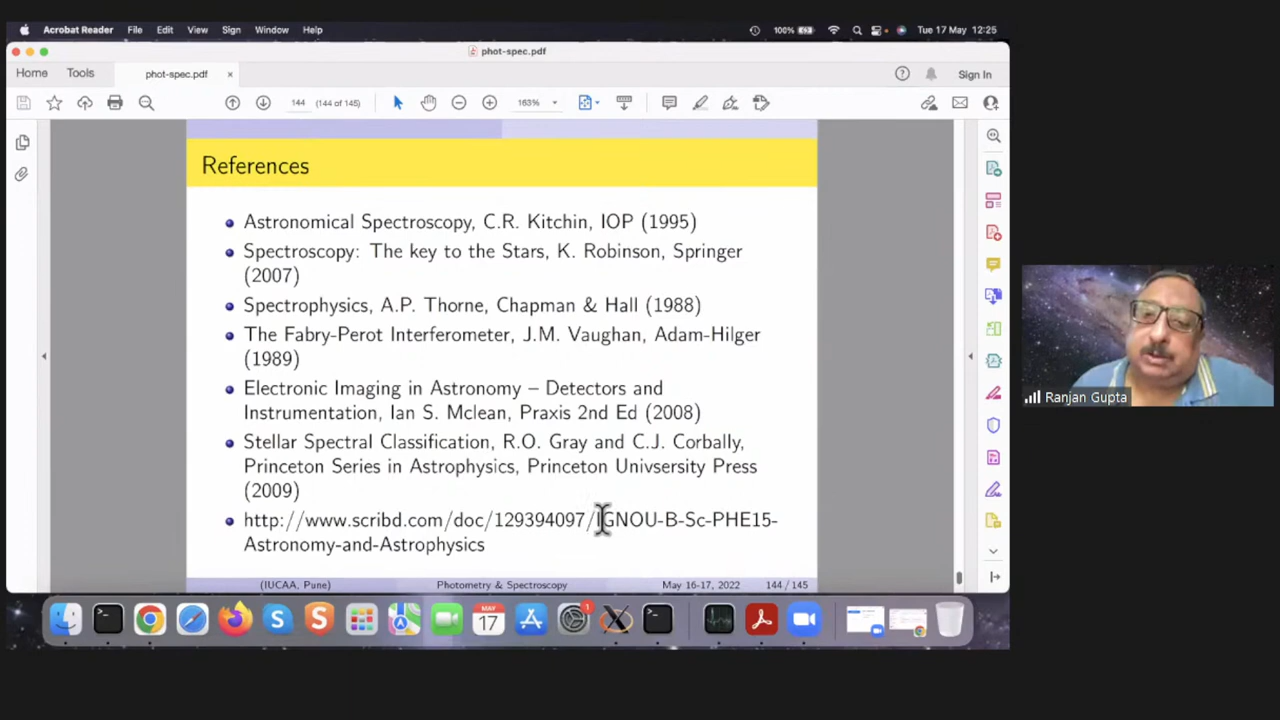 Acrobat Reader File Edit View Sign Window Help 100% Tue 17 May 12:25
phot-spec.pdf
Home Tools phot-spec.pdf × Sign In
144 (144 of 145) 163%
References
Astronomical Spectroscopy, C.R. Kitchin, IOP (1995)
Spectroscopy: The key to the Stars, K. Robinson, Springer
(2007)
Spectrophysics, A.P. Thorne, Chapman & Hall (1988)
The Fabry-Perot Interferometer, J.M. Vaughan, Adam-Hilger
(1989)
Electronic Imaging in Astronomy – Detectors and
Instrumentation, Ian S. Mclean, Praxis 2nd Ed (2008)
Stellar Spectral Classification, R.O. Gray and C.J. Corbally,
Princeton Series in Astrophysics, Princeton Univsersity Press
(2009)
http://www.scribd.com/doc/129394097/IGNOU-B-Sc-PHE15-
Astronomy-and-Astrophysics
(IUCAA, Pune) Photometry & Spectroscopy May 16-17, 2022 144 / 145
Ranjan Gupta
MAY
17
1